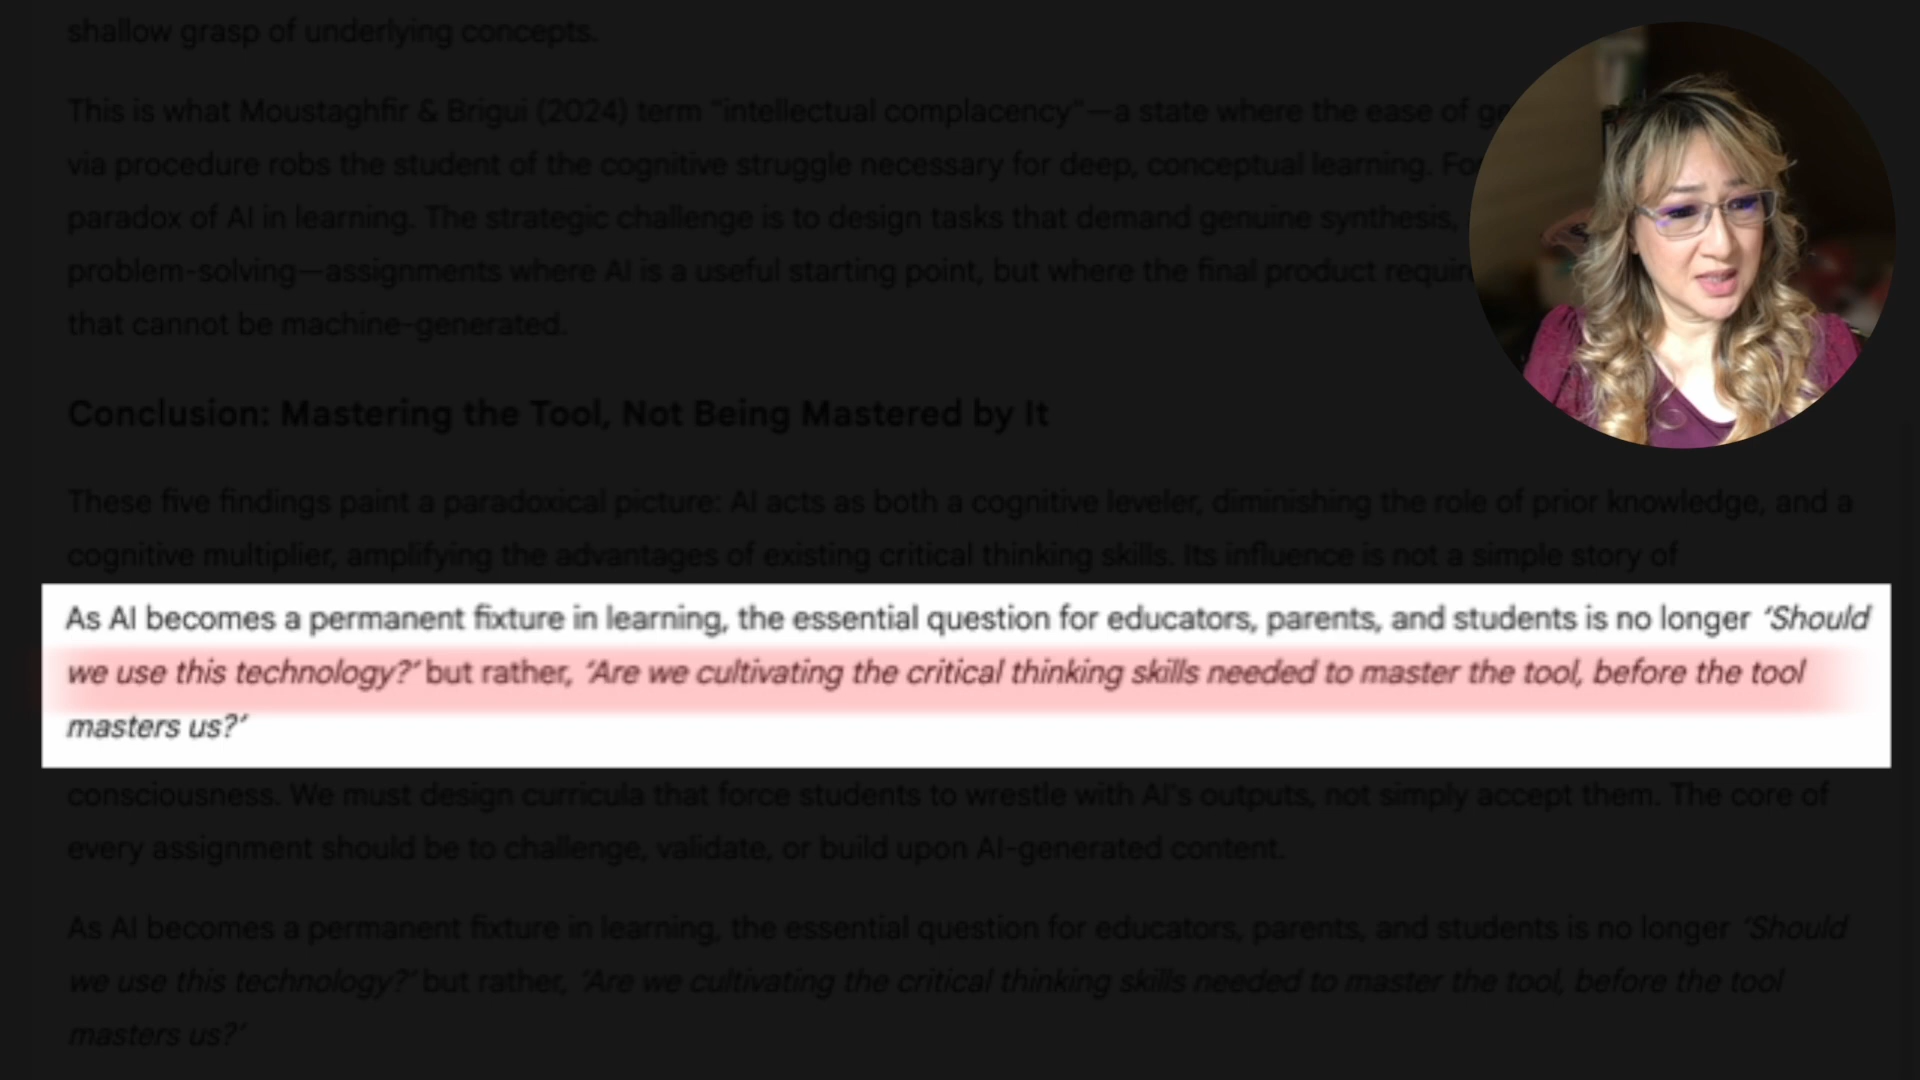 shallow grasp of underlying concepts.
This is what Moustaghfir & Brigui (2024) term "intellectual complacency"—a state where the ease of
via procedure robs the student of the cognitive struggle necessary for deep, conceptual learning.
paradox of AI in learning. The strategic challenge is to design tasks that demand genuine synthesis,
problem-solving—assignments where AI is a useful starting point, but where the final product
that cannot be machine-generated.
Conclusion: Mastering the Tool, Not Being Mastered by It
These five findings paint a paradoxical picture: AI acts as both a cognitive leveler, diminishing the role of prior knowledge, and a
cognitive multiplier, amplifying the advantages of existing critical thinking skills. Its influence is not a simple story of
As AI becomes a permanent fixture in learning, the essential question for educators, parents, and students is no longer ‘Should
we use this technology?’ but rather, ‘Are we cultivating the critical thinking skills needed to master the tool, before the tool
masters us?’
consciousness. We must design curricula that force students to wrestle with AI's outputs, not simply accept them. The core of
every assignment should be to challenge, validate, or build upon AI-generated content.
As AI becomes a permanent fixture in learning, the essential question for educators, parents, and students is no longer ‘Should
we use this technology?’ but rather, ‘Are we cultivating the critical thinking skills needed to master the tool, before the tool
masters us?’